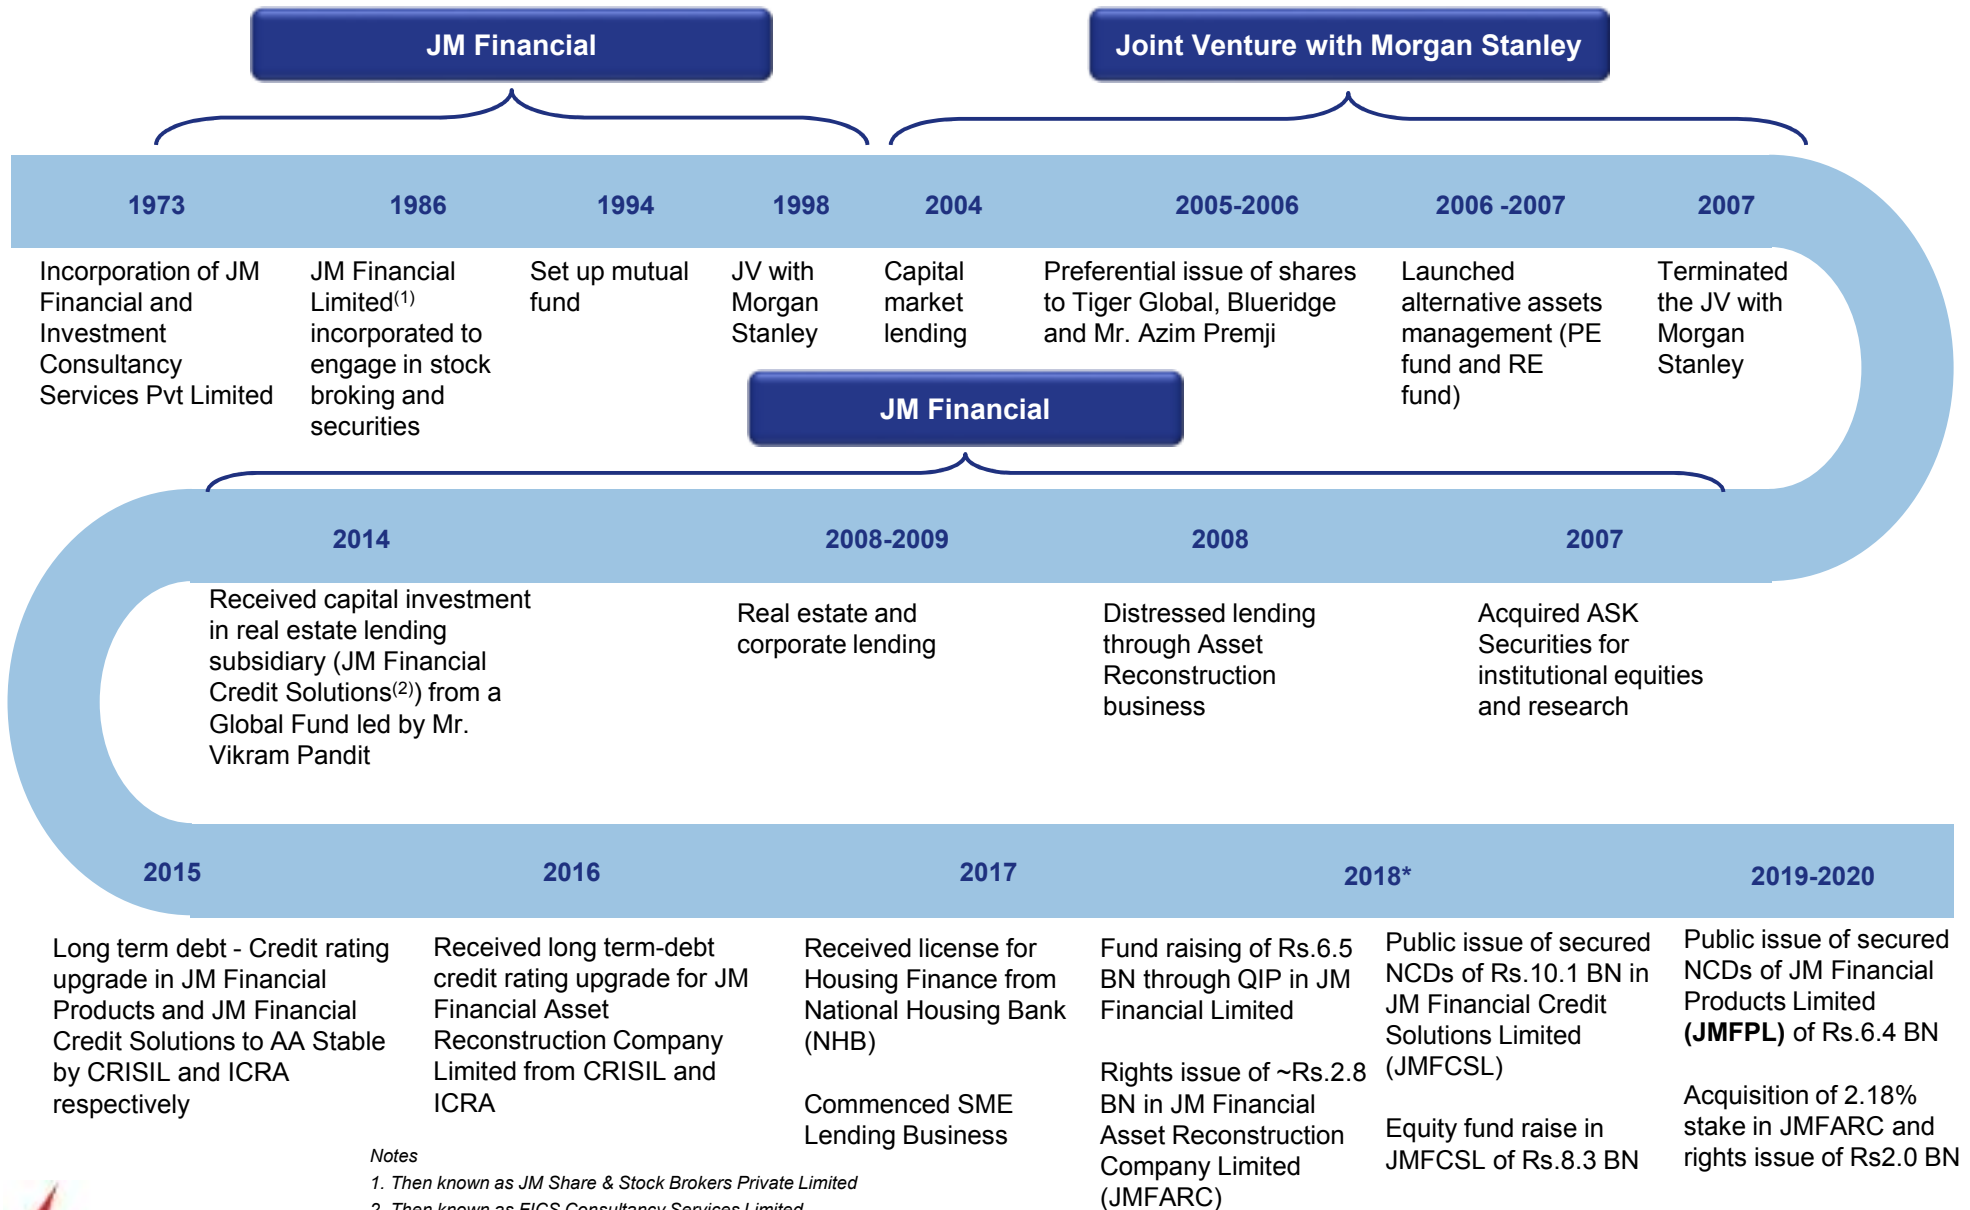 JM Financial
Joint Venture with Morgan Stanley
1973
1986
1994
1998
2004
2005-2006
2006 -2007
2007
Incorporation of JM
Financial and
Investment
Consultancy
Services Pvt Limited
JM Financial
Limited(1)
incorporated to
engage in stock
broking and
securities
Set up mutual
fund
JV with
Morgan
Stanley
Capital
market
lending
Preferential issue of shares
to Tiger Global, Blueridge
and Mr. Azim Premji
Launched
alternative assets
management (PE
fund and RE
fund)
Terminated
the JV with
Morgan
Stanley
JM Financial
2014
2008-2009
2008
2007
Received capital investment
in real estate lending
subsidiary (JM Financial
Credit Solutions(2)) from a
Global Fund led by Mr.
Vikram Pandit
Real estate and
corporate lending
Distressed lending
through Asset
Reconstruction
business
Acquired ASK
Securities for
institutional equities
and research
2015
2016
2017
2018*
2019-2020
Long term debt - Credit rating
upgrade in JM Financial
Products and JM Financial
Credit Solutions to AA Stable
by CRISIL and ICRA
respectively
Received long term-debt
credit rating upgrade for JM
Financial Asset
Reconstruction Company
Limited from CRISIL and
ICRA
Received license for
Housing Finance from
National Housing Bank
(NHB)
Commenced SME
Lending Business
Fund raising of Rs.6.5
BN through QIP in JM
Financial Limited
Rights issue of ~Rs.2.8
BN in JM Financial
Asset Reconstruction
Company Limited
(JMFARC)
Public issue of secured
NCDs of Rs.10.1 BN in
JM Financial Credit
Solutions Limited
(JMFCSL)
Equity fund raise in
JMFCSL of Rs.8.3 BN
Public issue of secured
NCDs of JM Financial
Products Limited
(JMFPL) of Rs.6.4 BN
Acquisition of 2.18%
stake in JMFARC and
rights issue of Rs2.0 BN
Notes
1. Then known as JM Share & Stock Brokers Private Limited
2. Then known as FICS Consultancy Services Limited